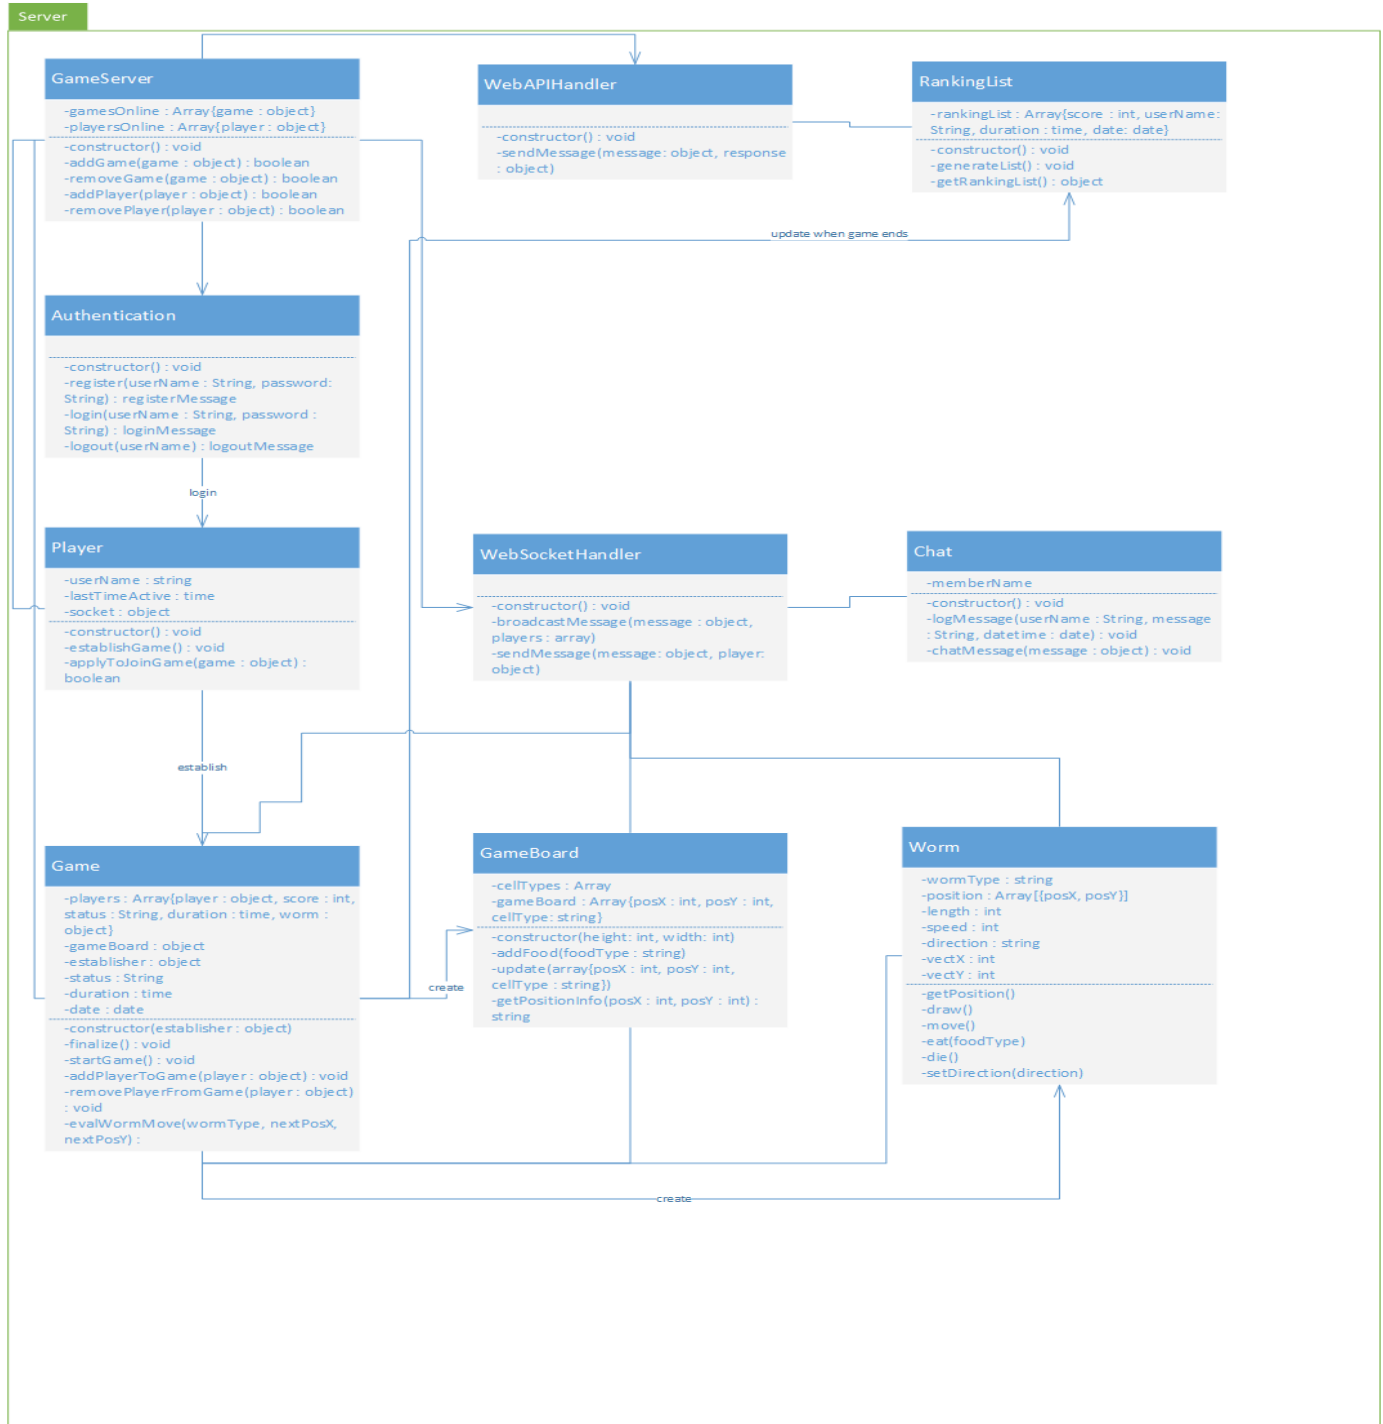 Server
GameServer
-gamesOnline : Array{game : object}
-playersOnline : Array{player : object}
-constructor() : void
-addGame(game : object) : boolean
-removeGame(game : object) : boolean
-addPlayer(player : object) : boolean
-removePlayer(player : object) : boolean
WebAPIHandler
-constructor() : void
-sendMessage(message: object, response
: object)
RankingList
-rankingList : Array{score : int, userName:
String, duration : time, date: date}
-constructor() : void
-generateList() : void
-getRankingList() : object
update when game ends
Authentication
-constructor() : void
-register(userName : String, password:
String) : registerMessage
-login(userName : String, password :
String) : loginMessage
-logout(userName) : logoutMessage
login
Player
-userName : string
-lastTimeActive : time
-socket : object
-constructor() : void
-establishGame() : void
-applyToJoinGame(game : object) :
boolean
WebSocketHandler
-constructor() : void
-broadcastMessage(message : object,
players : array)
-sendMessage(message: object, player:
object)
Chat
-memberName
-constructor() : void
-logMessage(userName : String, message
: String, datetime : date) : void
-chatMessage(message : object) : void
establish
Game
-players : Array{player : object, score : int,
status : String, duration : time, worm :
object}
-gameBoard : object
-establisher : object
-status : String
-duration : time
-date : date
-constructor(establisher : object)
-finalize() : void
-startGame() : void
-addPlayerToGame(player : object) : void
-removePlayerFromGame(player : object)
: void
-evalWormMove(wormType, nextPosX,
nextPosY) :
create
GameBoard
-cellTypes : Array
-gameBoard : Array{posX : int, posY : int,
cellType: string}
-constructor(height: int, width: int)
-addFood(foodType : string)
-update(array{posX : int, posY : int,
cellType : string})
-getPositionInfo(posX : int, posY : int) :
string
Worm
-wormType : string
-position : Array[{posX, posY}]
-length : int
-speed : int
-direction : string
-vectX : int
-vectY : int
-getPosition()
-draw()
-move()
-eat(foodType)
-die()
-setDirection(direction)
create